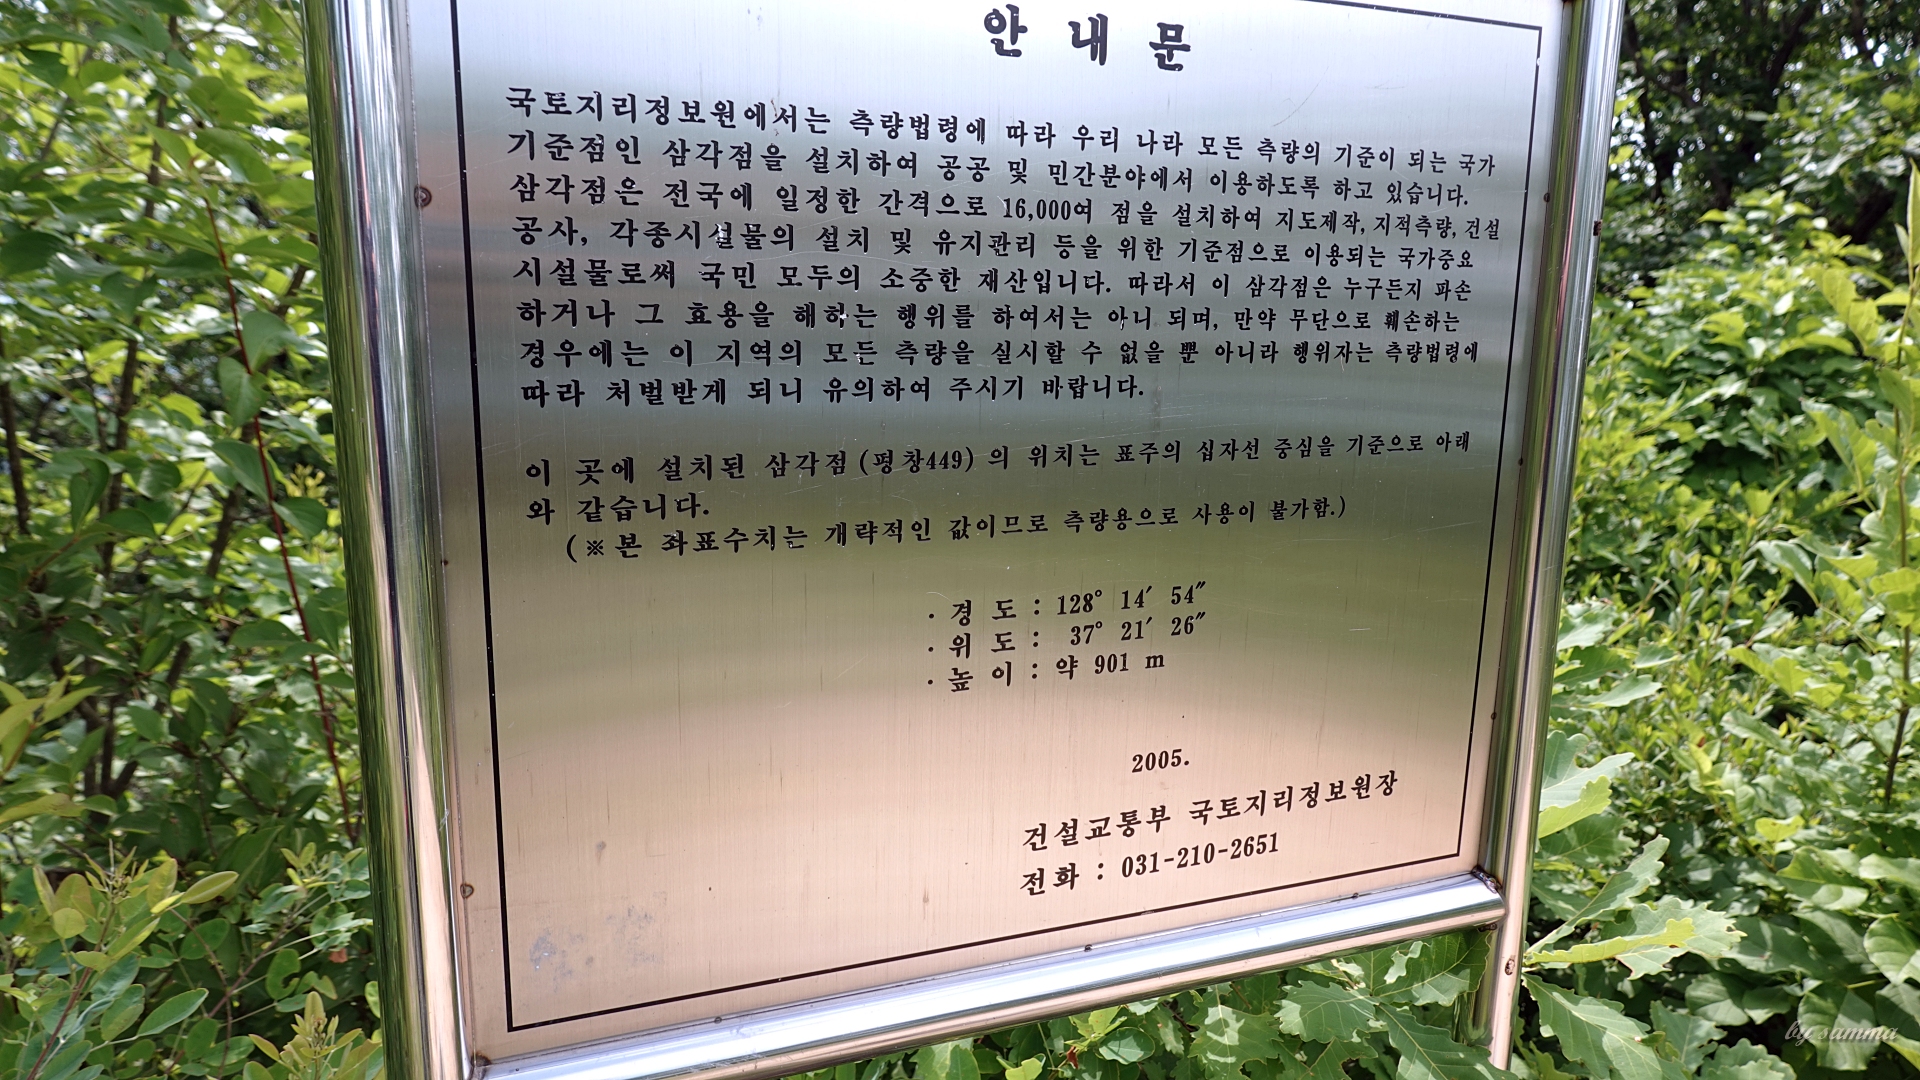 안 내 문
국토지리정보원에서는 측량법령에 따라 우리 나라 모든 측량의 기준이 되는 국가
기준점인 삼각점을 설치하여 공공 및 민간분야에서 이용하도록 하고 있습니다.
삼각점은 전국에 일정한 간격으로 16,000여 점을 설치하여 지도제작, 지적측량, 건설
공사, 각종시설물의 설치 및 유지관리 등을 위한 기준점으로 이용되는 국가중요
시설물로써 국민 모두의 소중한 재산입니다. 따라서 이 삼각점은 누구든지 파손
하거나 그 효용을 해하는 행위를 하여서는 아니 되며, 만약 무단으로 훼손하는
경우에는 이 지역의 모든 측량을 실시할 수 없을 뿐 아니라 행위자는 측량법령에
따라 처벌받게 되니 유의하여 주시기 바랍니다.
이 곳에 설치된 삼각점(평창449)의 위치는 표주의 십자선 중심을 기준으로 아래
와 같습니다.
(※본 좌표수치는 개략적인 값이므로 측량용으로 사용이 불가함.)
· 경 도 : 128° 14′ 54″
· 위 도 : 37° 21′ 26″
· 높 이 : 약 901 m
2005.
건설교통부 국토지리정보원장
전화 : 031-210-2651
by summa